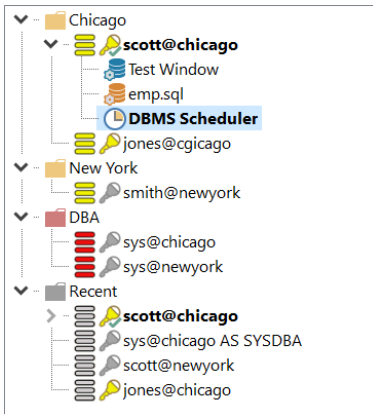 Chicago
scott@chicago
Test Window
emp.sql
DBMS Scheduler
jones@cgicago
New York
smith@newyork
DBA
sys@chicago
sys@newyork
Recent
scott@chicago
sys@chicago AS SYSDBA
scott@newyork
jones@chicago